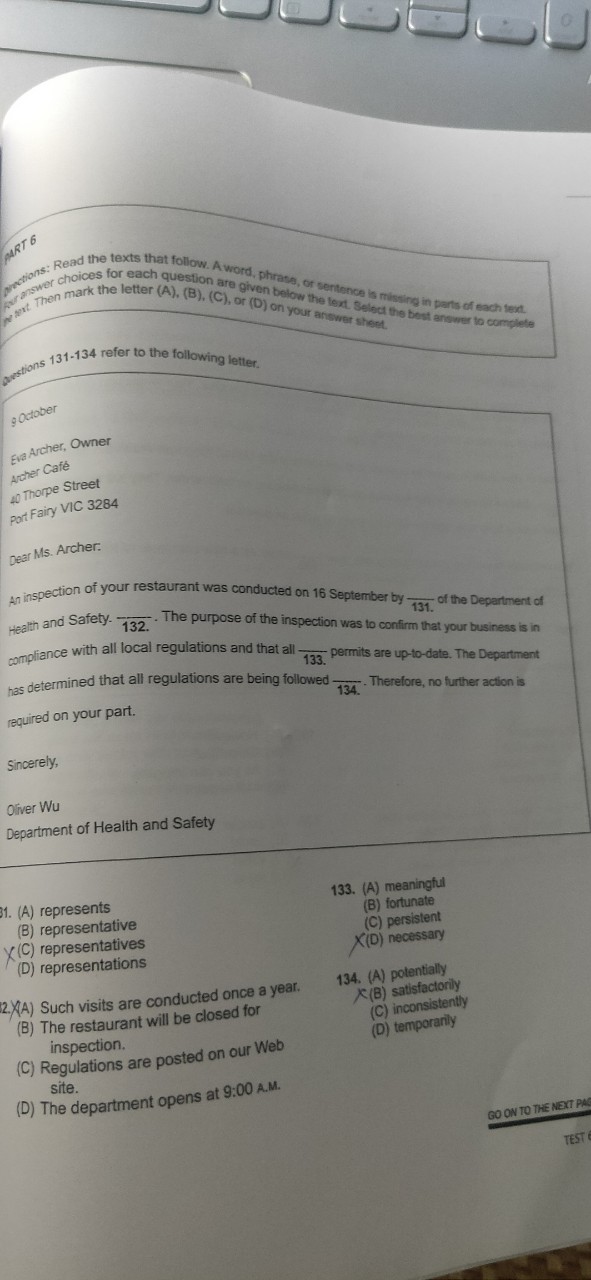 PART 6
Directions: Read the texts that follow. A word, phrase, or sentence is missing in parts of each text.
Four answer choices for each question are given below the text. Select the best answer to complete
the text. Then mark the letter (A), (B), (C), or (D) on your answer sheet.
Questions 131-134 refer to the following letter.
9 October
Eva Archer, Owner
Archer Café
40 Thorpe Street
Port Fairy VIC 3284
Dear Ms. Archer:
An inspection of your restaurant was conducted on 16 September by ------- of the Department of
131.
Health and Safety. -------. The purpose of the inspection was to confirm that your business is in
132.
compliance with all local regulations and that all ------- permits are up-to-date. The Department
133.
has determined that all regulations are being followed -------. Therefore, no further action is
134.
required on your part.
Sincerely,
Oliver Wu
Department of Health and Safety
31. (A) represents
(B) representative
X(C) representatives
(D) representations
2.X(A) Such visits are conducted once a year.
(B) The restaurant will be closed for
inspection.
(C) Regulations are posted on our Web
site.
(D) The department opens at 9:00 A.M.
133. (A) meaningful
(B) fortunate
(C) persistent
X(D) necessary
134. (A) potentially
X(B) satisfactorily
(C) inconsistently
(D) temporarily
GO ON TO THE NEXT PAG
TEST 6